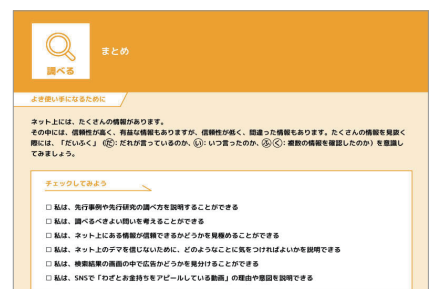 調べる
まとめ
よき使い手になるために
ネット上には、たくさんの情報があります。
その中には、信頼性が高く、有益な情報もありますが、信頼性が低く、間違った情報もあります。たくさんの情報を見抜く
際には、「だいふく」（だ: だれが言っているのか、い: いつ言ったのか、ふく: 複数の情報を確認したのか）を意識し
てみましょう。
チェックしてみよう
□ 私は、先行事例や先行研究の調べ方を説明することができる
□ 私は、調べるべきよい問いを考えることができる
□ 私は、ネット上にある情報が信頼できるかどうかを見極めることができる
□ 私は、ネット上のデマを信じないために、どのようなことに気をつければよいかを説明できる
□ 私は、検索結果の画面の中で広告かどうかを見分けることができる
□ 私は、SNSで「わざとお金持ちをアピールしている動画」の理由や意図を説明できる